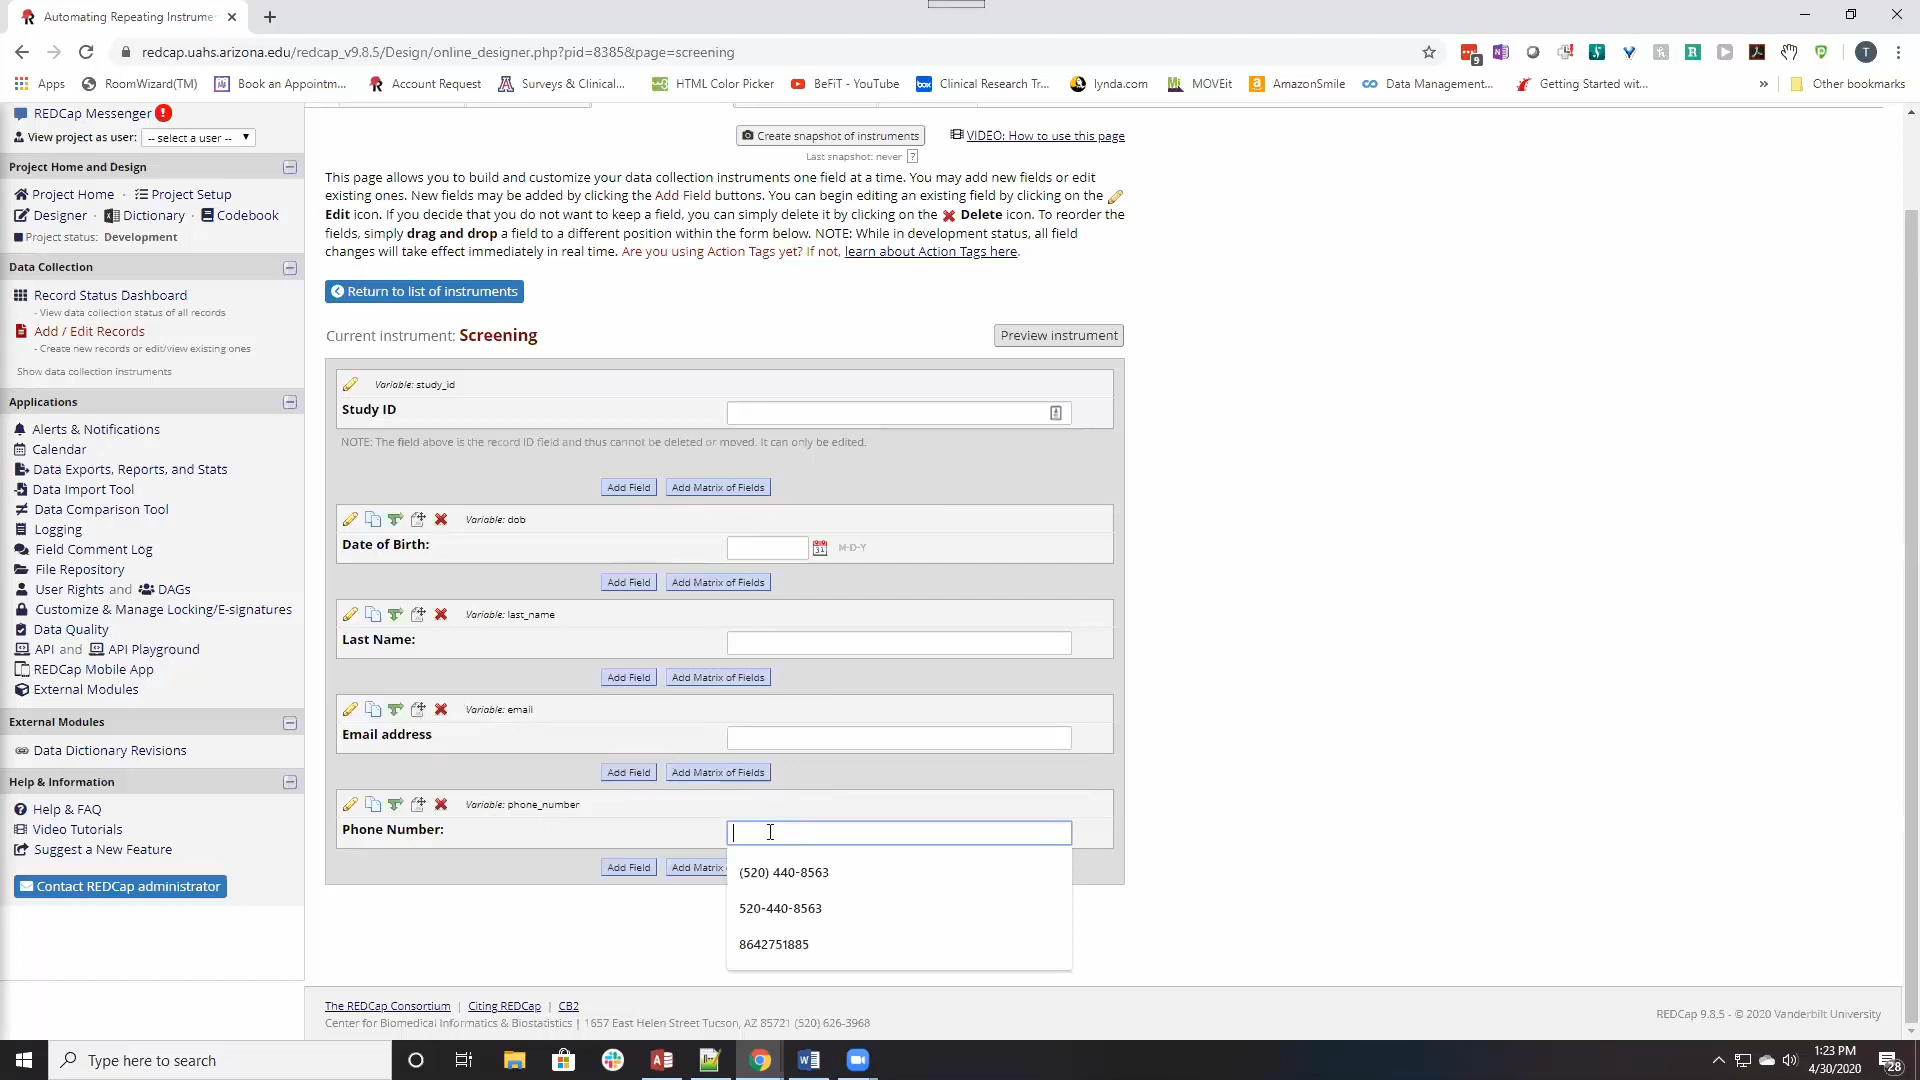 Automating Repeating Instrume
redcap.uahs.arizona.edu/redcap_v9.8.5/Design/online_designer.php?pid=8385&page=screening
9
T
Apps
RoomWizard(TM)
Book an Appointm...
Account Request
Surveys & Clinical...
HTML Color Picker
BeFiT - YouTube
Clinical Research Tr...
lynda.com
MOVEit
AmazonSmile
Data Management...
Getting Started wit...
»
Other bookmarks
REDCap Messenger
View project as user: -- select a user --
Project Home and Design
Project Home · Project Setup
Designer · Dictionary · Codebook
Project status: Development
Data Collection
Record Status Dashboard
- View data collection status of all records
Add / Edit Records
- Create new records or edit/view existing ones
Show data collection instruments
Applications
Alerts & Notifications
Calendar
Data Exports, Reports, and Stats
Data Import Tool
Data Comparison Tool
Logging
Field Comment Log
File Repository
User Rights and DAGs
Customize & Manage Locking/E-signatures
Data Quality
API and API Playground
REDCap Mobile App
External Modules
External Modules
Data Dictionary Revisions
Help & Information
Help & FAQ
Video Tutorials
Suggest a New Feature
Contact REDCap administrator
Create snapshot of instruments
VIDEO: How to use this page
Last snapshot: never ?
This page allows you to build and customize your data collection instruments one field at a time. You may add new fields or edit
existing ones. New fields may be added by clicking the Add Field buttons. You can begin editing an existing field by clicking on the
Edit icon. If you decide that you do not want to keep a field, you can simply delete it by clicking on the Delete icon. To reorder the
fields, simply drag and drop a field to a different position within the form below. NOTE: While in development status, all field
changes will take effect immediately in real time. Are you using Action Tags yet? If not, learn about Action Tags here.
Return to list of instruments
Current instrument: Screening
Preview instrument
Variable: study_id
Study ID
NOTE: The field above is the record ID field and thus cannot be deleted or moved. It can only be edited.
Add Field Add Matrix of Fields
Variable: dob
Date of Birth:
31
M-D-Y
Add Field Add Matrix of Fields
Variable: last_name
Last Name:
Add Field Add Matrix of Fields
Variable: email
Email address
Add Field Add Matrix of Fields
Variable: phone_number
Phone Number:
Add Field Add Matrix
(520) 440-8563
520-440-8563
8642751885
The REDCap Consortium | Citing REDCap | CB2
Center for Biomedical Informatics & Biostatistics | 1657 East Helen Street Tucson, AZ 85721 (520) 626-3968
REDCap 9.8.5 - © 2020 Vanderbilt University
Type here to search
1:23 PM
4/30/2020
28